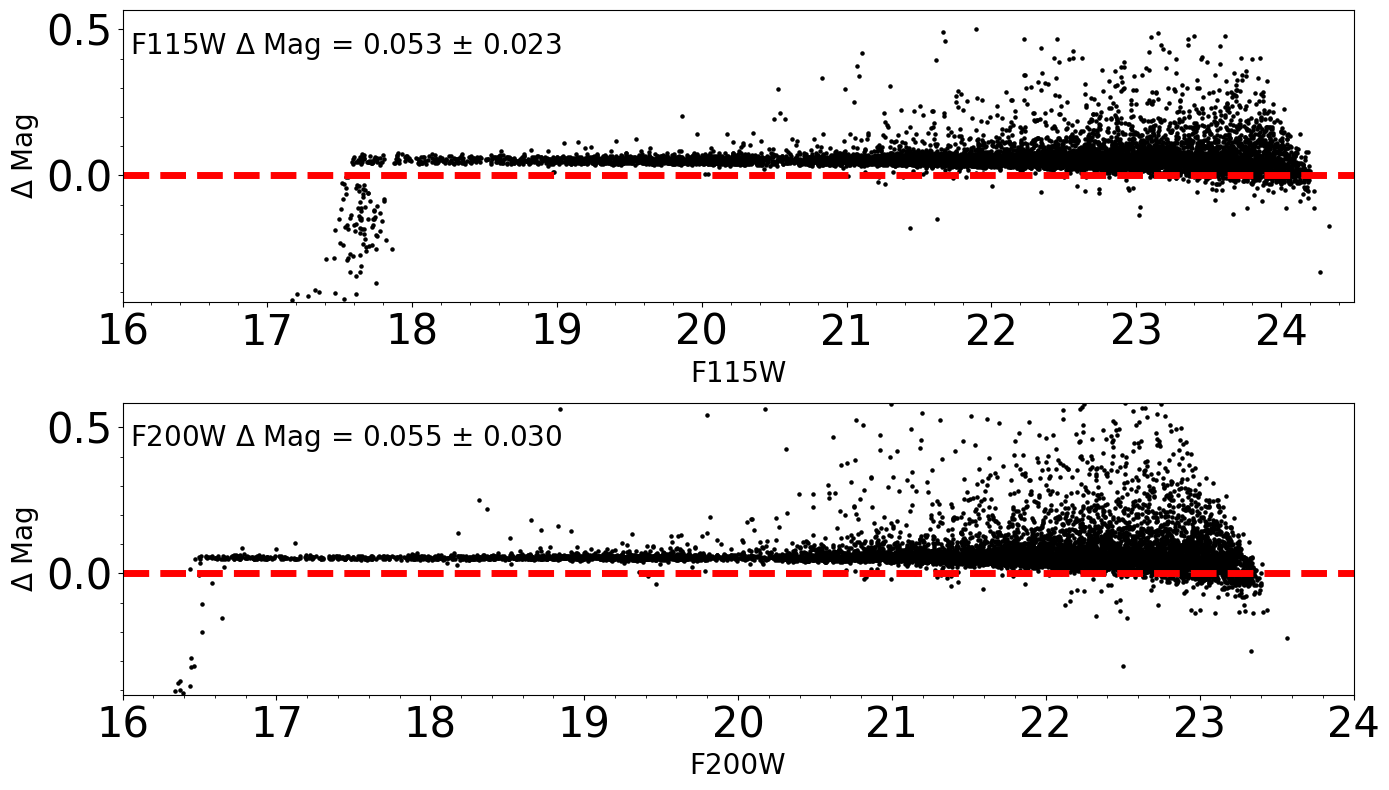 F115W Δ Mag = 0.053 ± 0.023
0.5
0.0
Δ Mag
16 17 18 19 20 21 22 23 24
F115W
F200W Δ Mag = 0.055 ± 0.030
0.5
0.0
Δ Mag
16 17 18 19 20 21 22 23 24
F200W